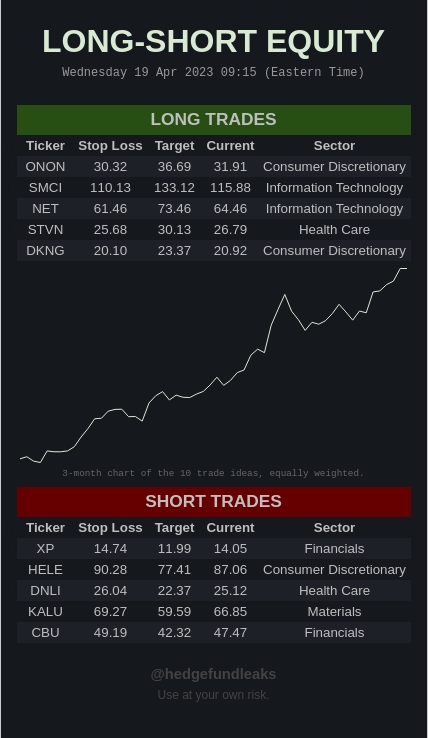 LONG-SHORT EQUITY
Wednesday 19 Apr 2023 09:15 (Eastern Time)
LONG TRADES
Ticker Stop Loss Target Current Sector
ONON 30.32 36.69 31.91 Consumer Discretionary
SMCI 110.13 133.12 115.88 Information Technology
NET 61.46 73.46 64.46 Information Technology
STVN 25.68 30.13 26.79 Health Care
DKNG 20.10 23.37 20.92 Consumer Discretionary
3-month chart of the 10 trade ideas, equally weighted.
SHORT TRADES
Ticker Stop Loss Target Current Sector
XP 14.74 11.99 14.05 Financials
HELE 90.28 77.41 87.06 Consumer Discretionary
DNLI 26.04 22.37 25.12 Health Care
KALU 69.27 59.59 66.85 Materials
CBU 49.19 42.32 47.47 Financials
@hedgefundleaks
Use at your own risk.